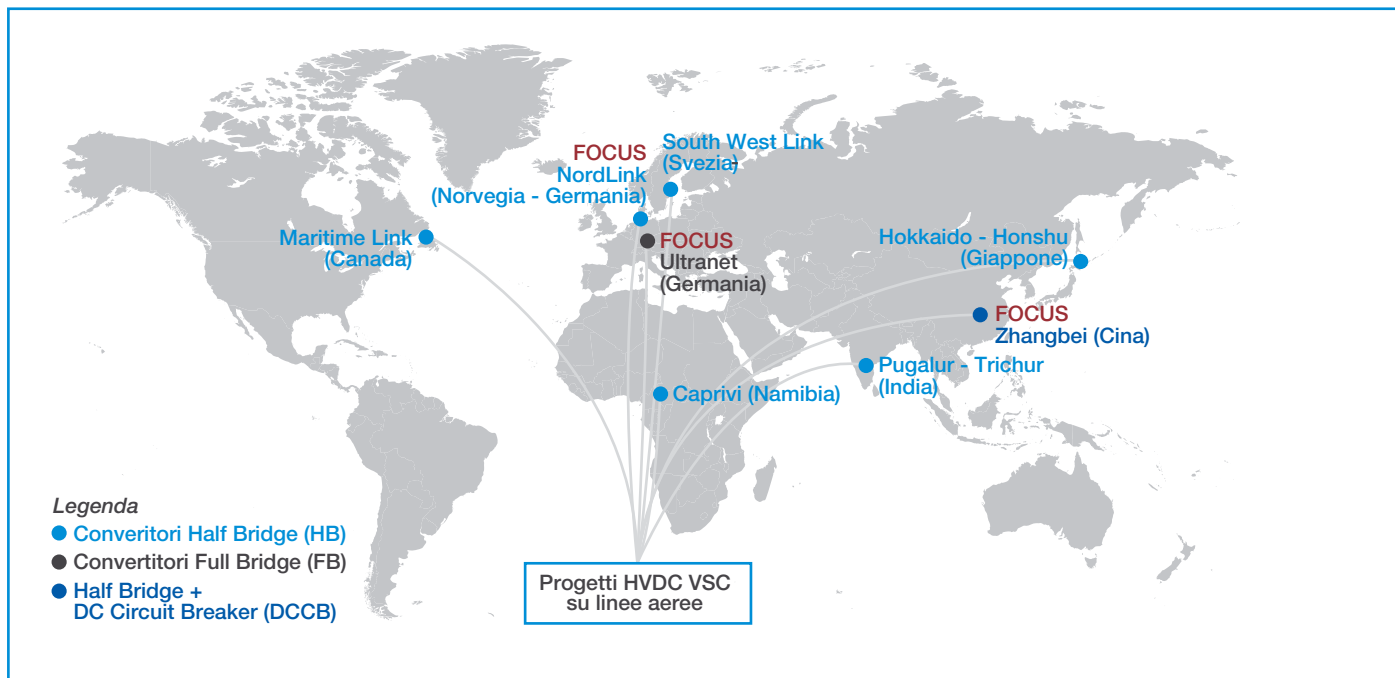 FOCUS
NordLink
(Norvegia - Germania)
South West Link
(Svezia)
Maritime Link
(Canada)
FOCUS
Ultranet
(Germania)
Hokkaido - Honshu
(Giappone)
FOCUS
Zhangbei (Cina)
Pugalur - Trichur
(India)
Caprivi (Namibia)
Legenda
Converitori Half Bridge (HB)
Convertitori Full Bridge (FB)
Half Bridge +
DC Circuit Breaker (DCCB)
Progetti HVDC VSC
su linee aeree